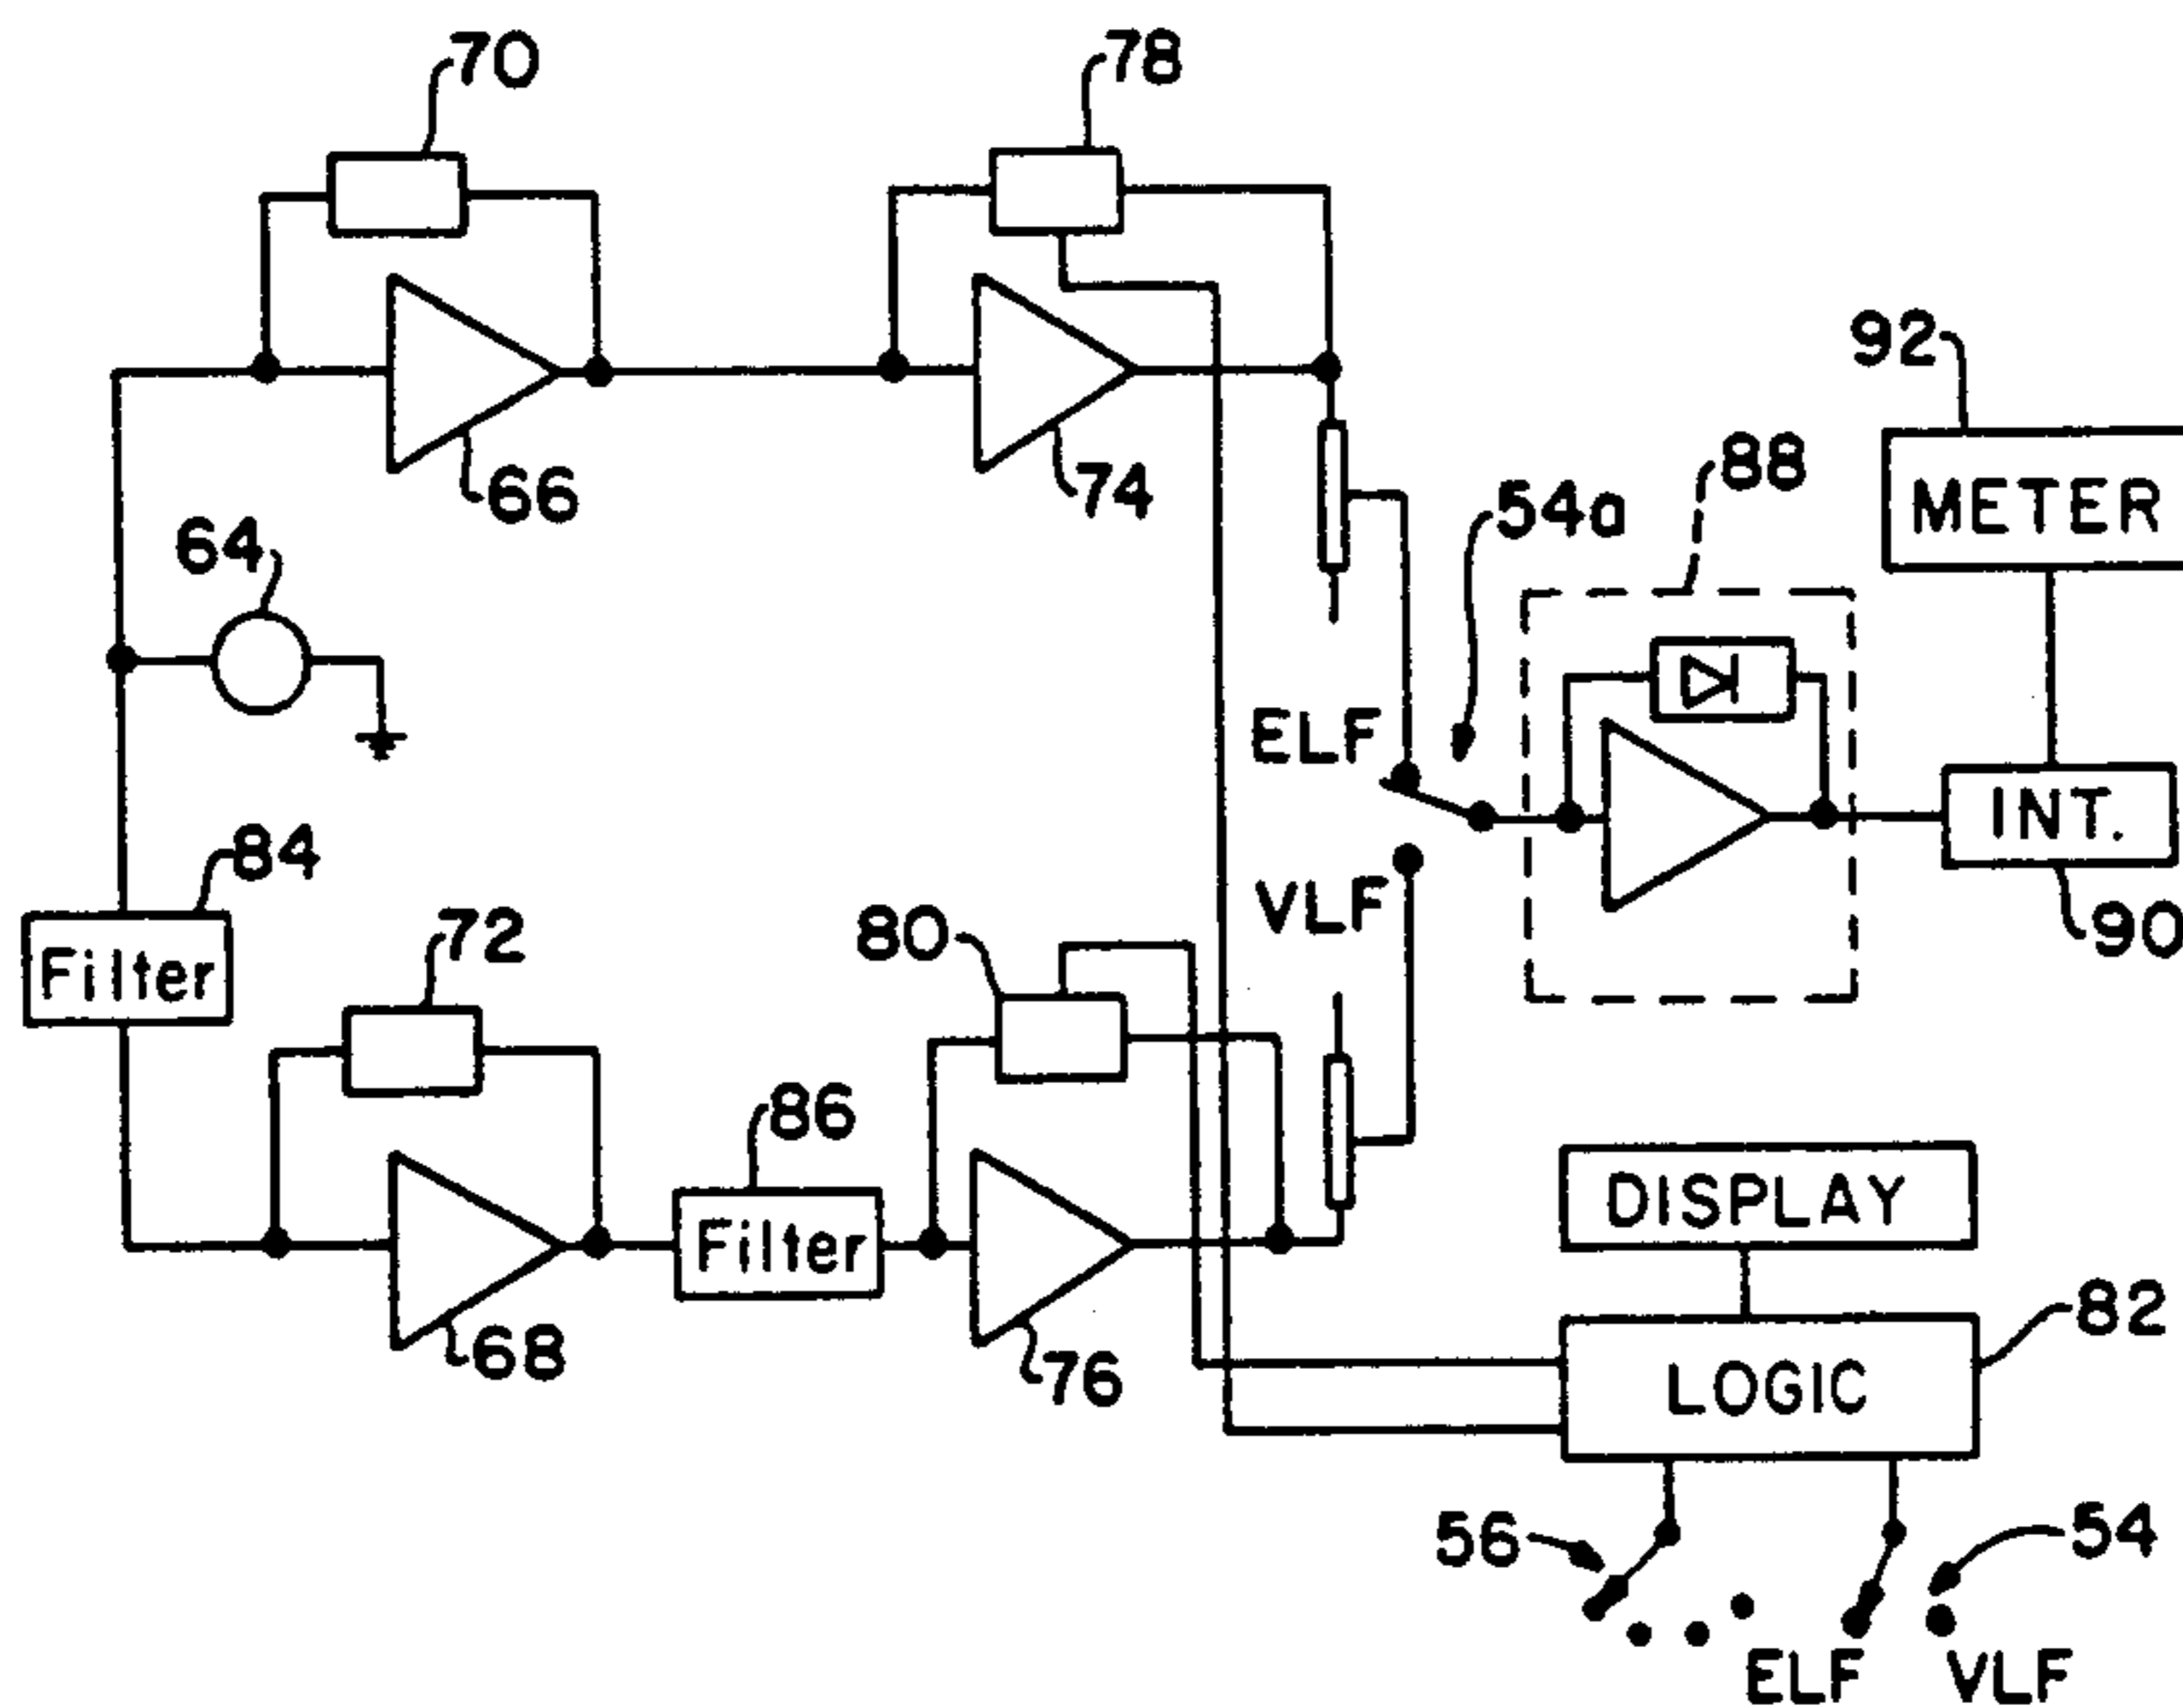 70
78
66
74
64
54a
88
92
METER
ELF
INT.
90
84
Filter
72
80
VLF
86
Filter
68
76
DISPLAY
82
LOGIC
56
54
ELF
VLF